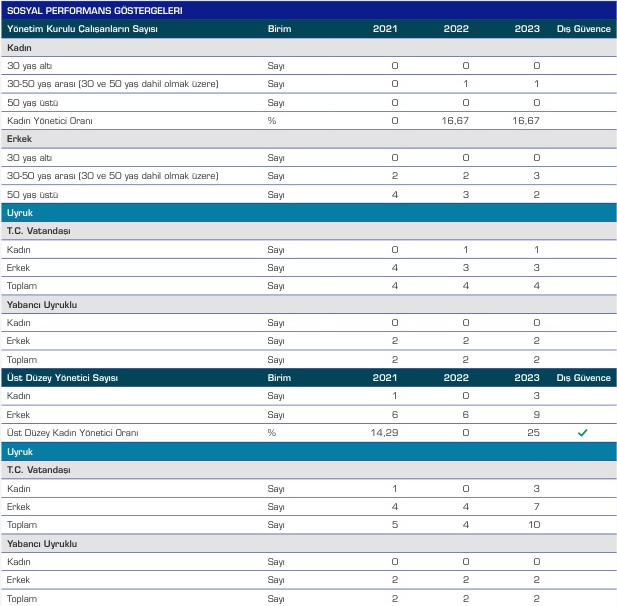 SOSYAL PERFORMANS GÖSTERGELERİ
Yönetim Kurulu Çalışanların Sayısı Birim 2021 2022 2023 Dış Güvence
Kadın
30 yaş altı Sayı 0 0 0
30-50 yaş arası (30 ve 50 yaş dahil olmak üzere) Sayı 0 1 1
50 yaş üstü Sayı 0 0 0
Kadın Yönetici Oranı % 0 16,67 16,67
Erkek
30 yaş altı Sayı 0 0 0
30-50 yaş arası (30 ve 50 yaş dahil olmak üzere) Sayı 2 2 3
50 yaş üstü Sayı 4 3 2
Uyruk
T.C. Vatandaşı
Kadın Sayı 0 1 1
Erkek Sayı 4 3 3
Toplam Sayı 4 4 4
Yabancı Uyruklu
Kadın Sayı 0 0 0
Erkek Sayı 2 2 2
Toplam Sayı 2 2 2
Üst Düzey Yönetici Sayısı Birim 2021 2022 2023 Dış Güvence
Kadın Sayı 1 0 3
Erkek Sayı 6 6 9
Üst Düzey Kadın Yönetici Oranı % 14,29 0 25 ✓
Uyruk
T.C. Vatandaşı
Kadın Sayı 1 0 3
Erkek Sayı 4 4 7
Toplam Sayı 5 4 10
Yabancı Uyruklu
Kadın Sayı 0 0 0
Erkek Sayı 2 2 2
Toplam Sayı 2 2 2